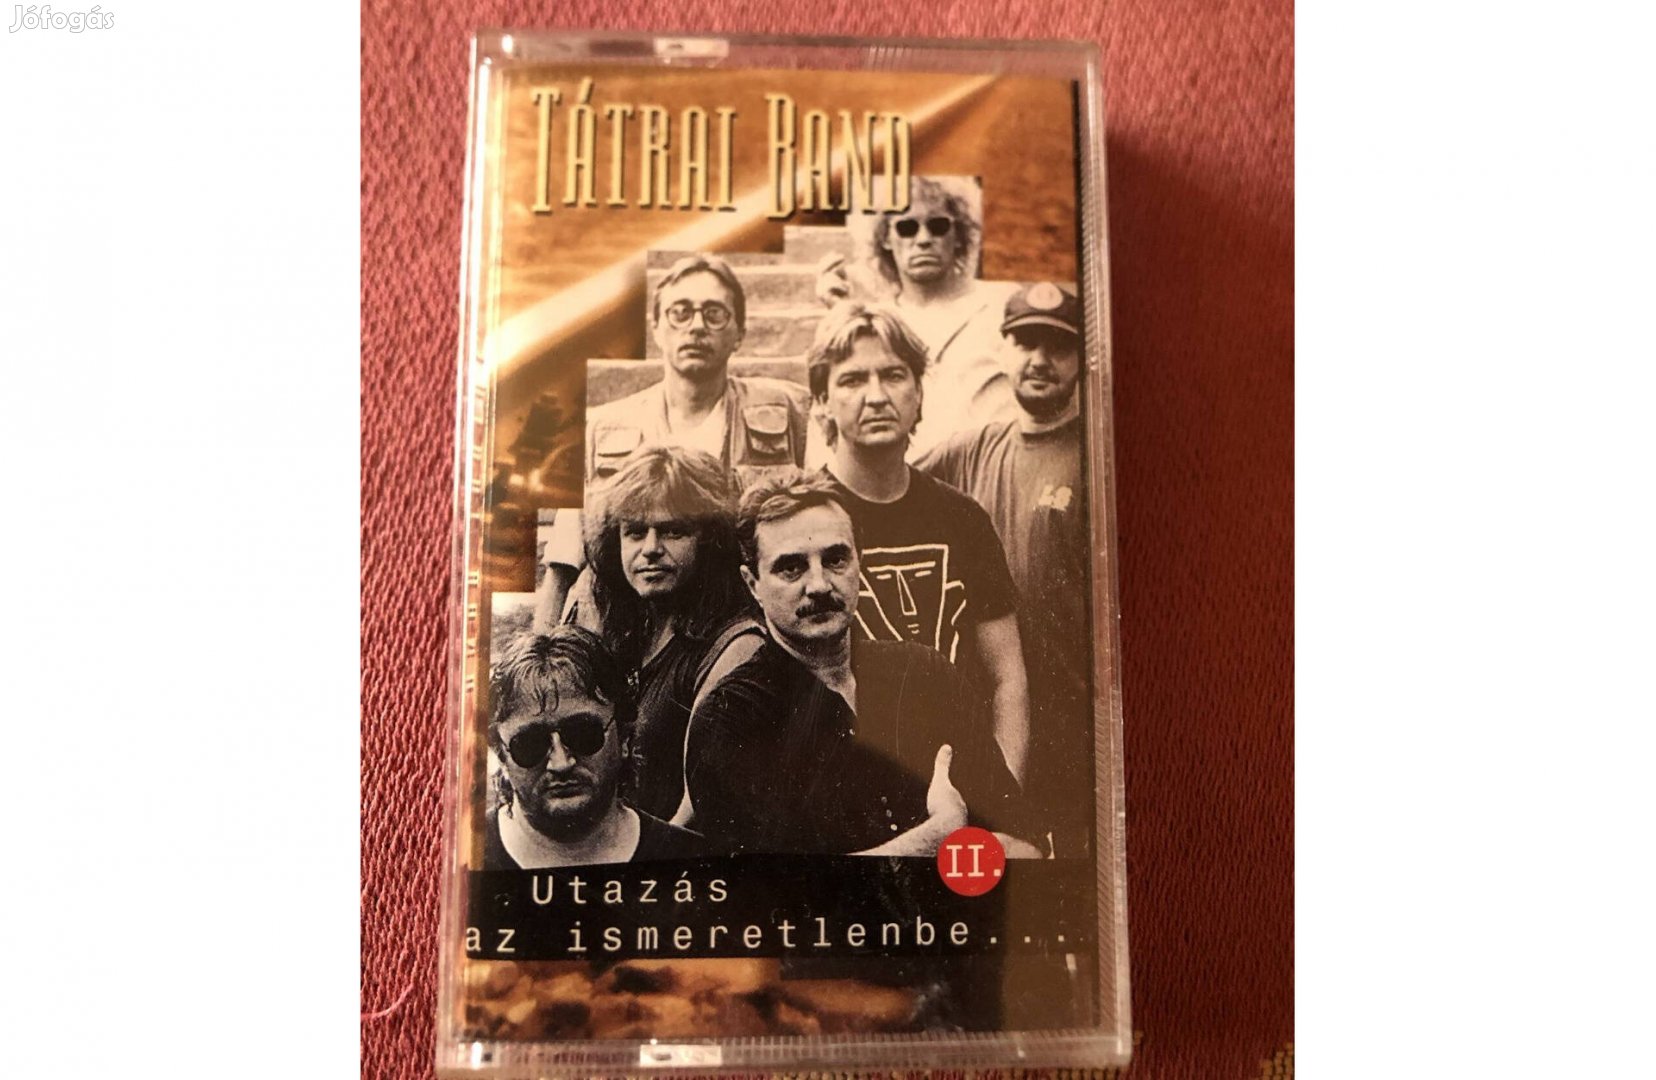 Jófogás
TÁTRAI BAND
II.
Utazás
az ismeretlenbe...